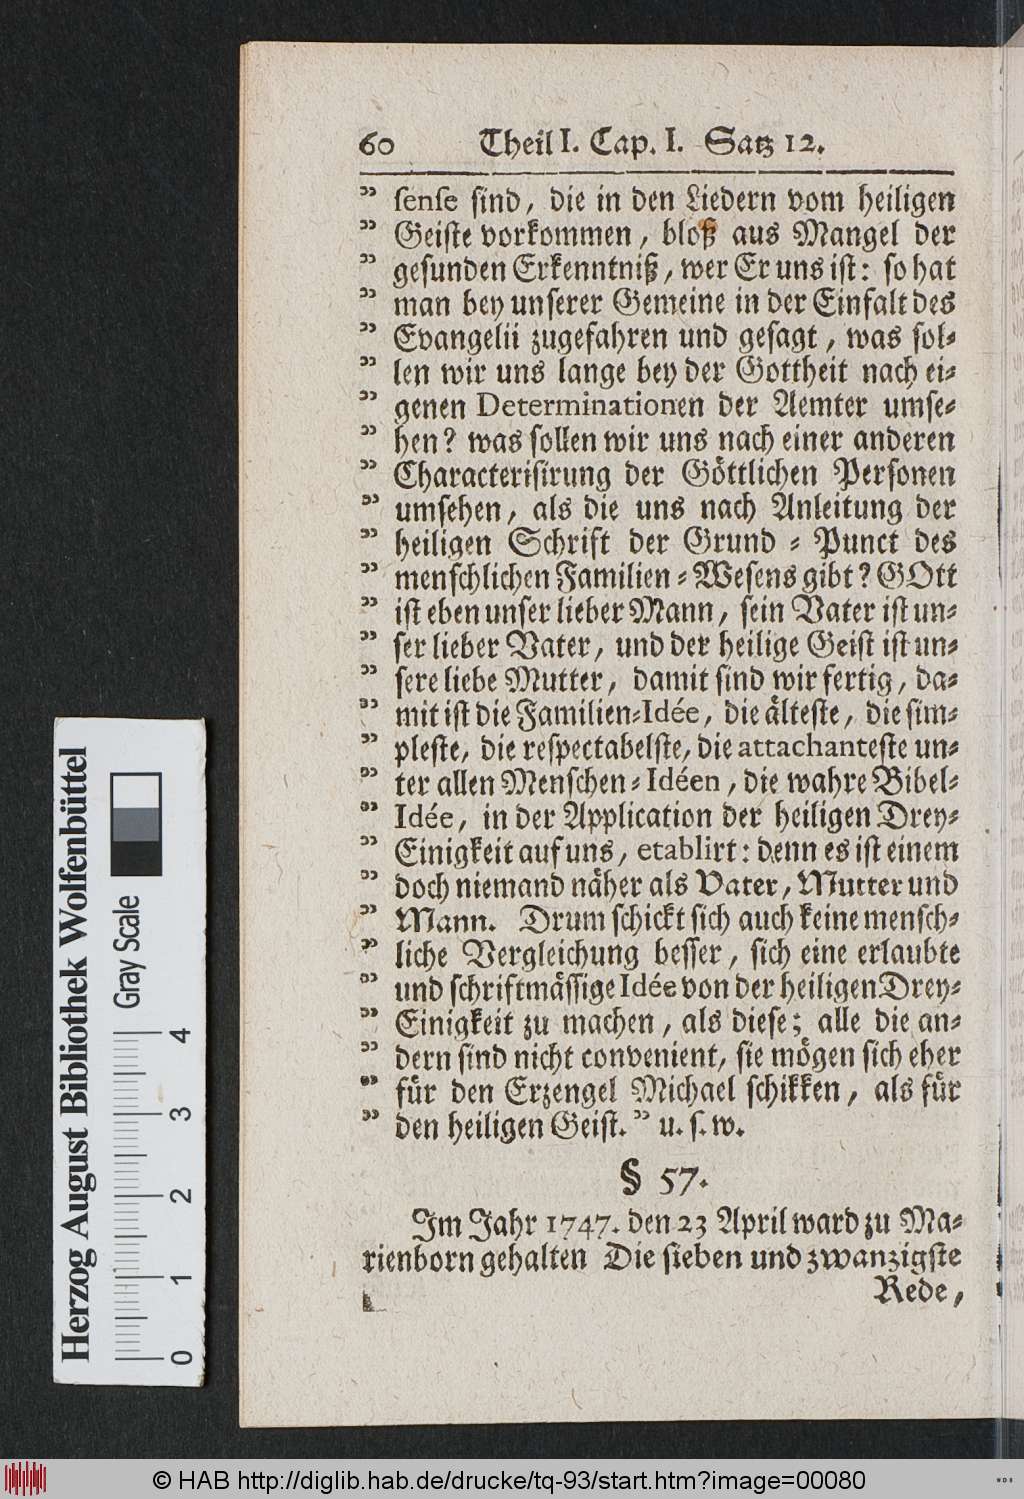 60 Theil I. Cap. I. Satz 12.
” sense sind, die in den Liedern vom heiligen
” Geiste vorkommen, bloß aus Mangel der
” gesunden Erkenntniß, wer Er uns ist: so hat
” man bey unserer Gemeine in der Einfalt des
” Evangelii zugefahren und gesagt, was sol-
” len wir uns lange bey der Gottheit nach ei-
” genen Determinationen der Aemter umse-
” hen? was sollen wir uns nach einer anderen
” Characterisirung der Göttlichen Personen
” umsehen, als die uns nach Anleitung der
” heiligen Schrift der Grund - Punct des
” menschlichen Familien-Wesens gibt? GOtt
” ist eben unser lieber Mann, sein Vater ist un-
” ser lieber Vater, und der heilige Geist ist un-
” sere liebe Mutter, damit sind wir fertig, da-
” mit ist die Familien-Idée, die älteste, die sim-
” pleste, die respectabelste, die attachanteste un-
” ter allen Menschen-Idéen, die wahre Bibel-
” Idée, in der Application der heiligen Drey-
” Einigkeit auf uns, etablirt: denn es ist einem
” doch niemand näher als Vater, Mutter und
” Mann. Drum schickt sich auch keine mensch-
” liche Vergleichung besser, sich eine erlaubte
” und schriftmässige Idée von der heiligen Drey-
” Einigkeit zu machen, als diese; alle die an-
” dern sind nicht convenient, sie mögen sich eher
” für den Erzengel Michael schikken, als für
” den heiligen Geist. ” u. s. w.
§ 57.
Im Jahr 1747. den 23 April ward zu Ma-
rienborn gehalten Die sieben und zwanzigste
Rede,
Herzog August Bibliothek Wolfenbüttel
Gray Scale
0 1 2 3 4
© HAB http://diglib.hab.de/drucke/tq-93/start.htm?image=00080